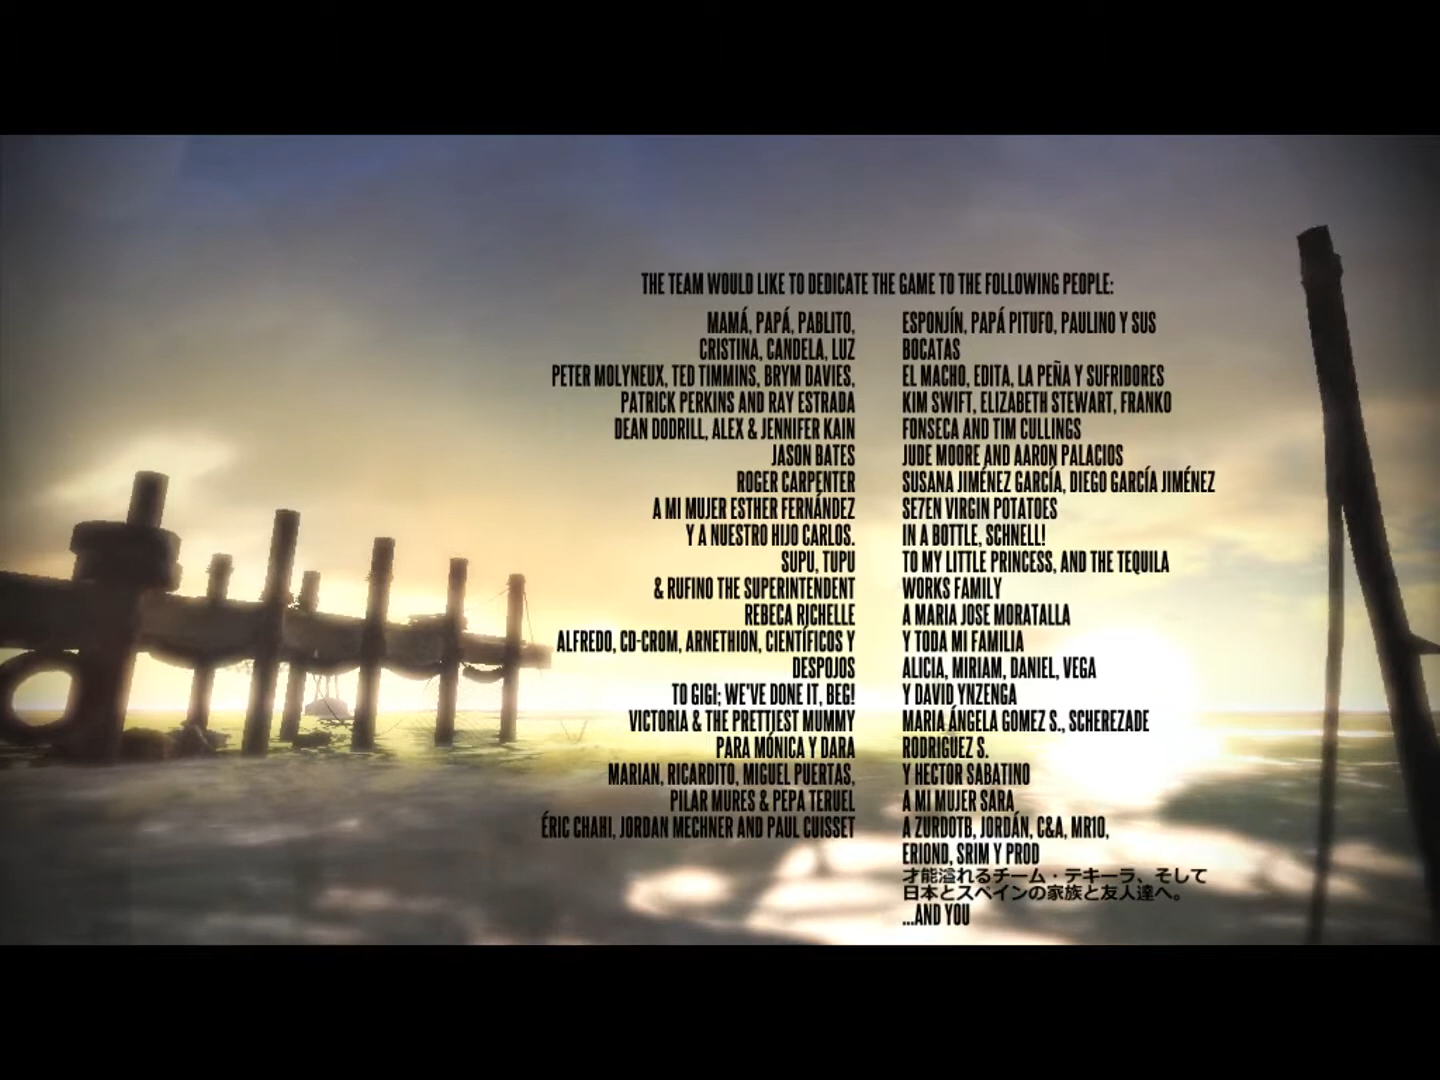 THE TEAM WOULD LIKE TO DEDICATE THE GAME TO THE FOLLOWING PEOPLE:
MAMÁ, PAPÁ, PABLITO,
CRISTINA, CANDELA, LUZ
PETER MOLYNEUX, TED TIMMINS, BRYM DAVIES,
PATRICK PERKINS AND RAY ESTRADA
DEAN DODRILL, ALEX & JENNIFER KAIN
JASON BATES
ROGER CARPENTER
A MI MUJER ESTHER FERNÁNDEZ
Y A NUESTRO HIJO CARLOS.
SUPU, TUPU
& RUFINO THE SUPERINTENDENT
REBECA RICHELLE
ALFREDO, CD-CROM, ARNETHION, CIENTÍFICOS Y
DESPOJOS
TO GIGI; WE'VE DONE IT, BEG!
VICTORIA & THE PRETTIEST MUMMY
PARA MÓNICA Y DARA
MARIAN, RICARDITO, MIGUEL PUERTAS,
PILAR MURES & PEPA TERUEL
ÉRIC CHAHI, JORDAN MECHNER AND PAUL CUISSET
ESPONJÍN, PAPÁ PITUFO, PAULINO Y SUS
BOCATAS
EL MACHO, EDITA, LA PEÑA Y SUFRIDORES
KIM SWIFT, ELIZABETH STEWART, FRANKO
FONSECA AND TIM CULLINGS
JUDE MOORE AND AARON PALACIOS
SUSANA JIMÉNEZ GARCÍA, DIEGO GARCÍA JIMÉNEZ
SE7EN VIRGIN POTATOES
IN A BOTTLE, SCHNELL!
TO MY LITTLE PRINCESS, AND THE TEQUILA
WORKS FAMILY
A MARIA JOSE MORATALLA
Y TODA MI FAMILIA
ALICIA, MIRIAM, DANIEL, VEGA
Y DAVID YNZENGA
MARIA ÁNGELA GOMEZ S., SCHEREZADE
RODRIGUEZ S.
Y HECTOR SABATINO
A MI MUJER SARA
A ZURDOTB, JORDÁN, C&A, MR10,
ERIOND, SRIM Y PROD
才能溢れるチーム・テキーラ、そして
日本とスペインの家族と友人達へ。
...AND YOU